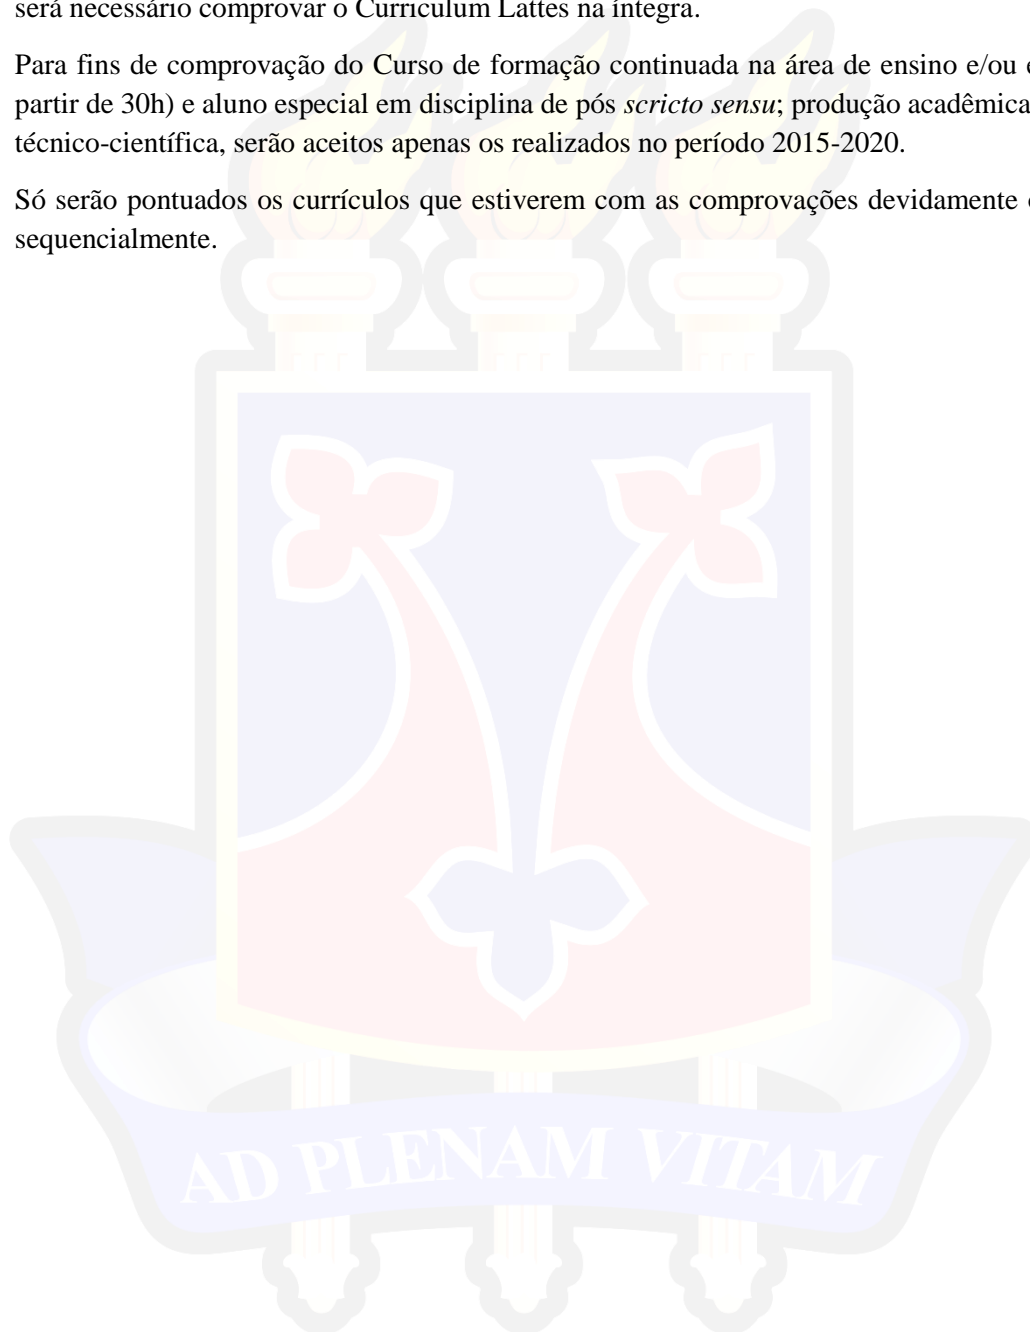 será necessário comprovar o Curriculum Lattes na íntegra.
Para fins de comprovação do Curso de formação continuada na área de ensino e/ou
partir de 30h) e aluno especial em disciplina de pós scricto sensu; produção acadêmica
técnico-científica, serão aceitos apenas os realizados no período 2015-2020.
Só serão pontuados os currículos que estiverem com as comprovações devidamente
sequencialmente.
AD PLENAM VITAM